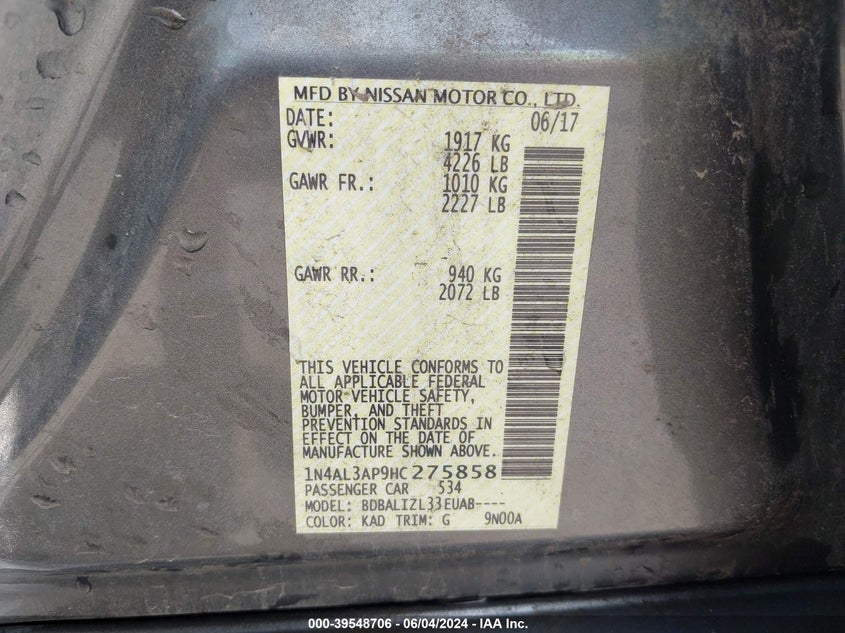 MFD BY NISSAN MOTOR CO., LTD.
DATE: 06/17
GVWR: 1917 KG
4226 LB
GAWR FR.: 1010 KG
2227 LB
GAWR RR.: 940 KG
2072 LB
THIS VEHICLE CONFORMS TO
ALL APPLICABLE FEDERAL
MOTOR VEHICLE SAFETY,
BUMPER, AND THEFT
PREVENTION STANDARDS IN
EFFECT ON THE DATE OF
MANUFACTURE SHOWN ABOVE.
1N4AL3AP9HC275858
PASSENGER CAR 534
MODEL: BDBALIZL33EUAB----
COLOR: KAD TRIM: G 9N00A
000-39548706 - 06/04/2024 - IAA Inc.